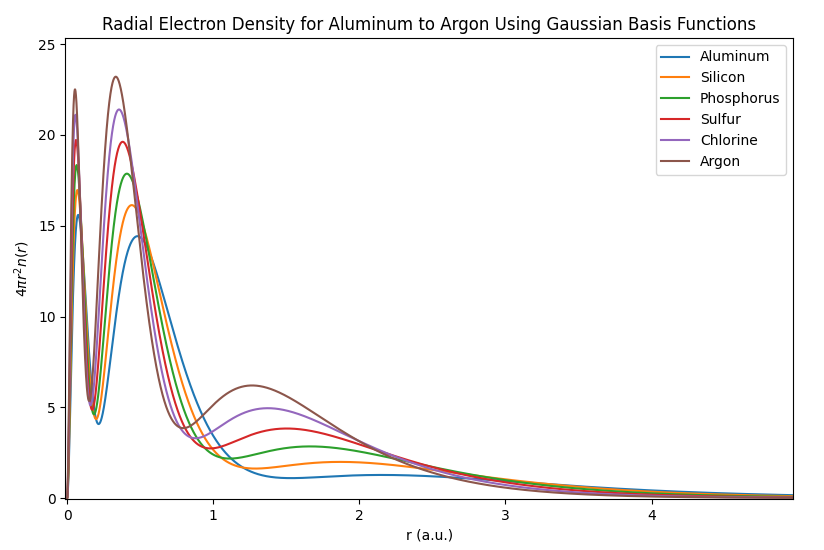 Radial Electron Density for Aluminum to Argon Using Gaussian Basis Functions
25
20
15
10
5
0
4πr²n(r)
Aluminum
Silicon
Phosphorus
Sulfur
Chlorine
Argon
0 1 2 3 4
r (a.u.)